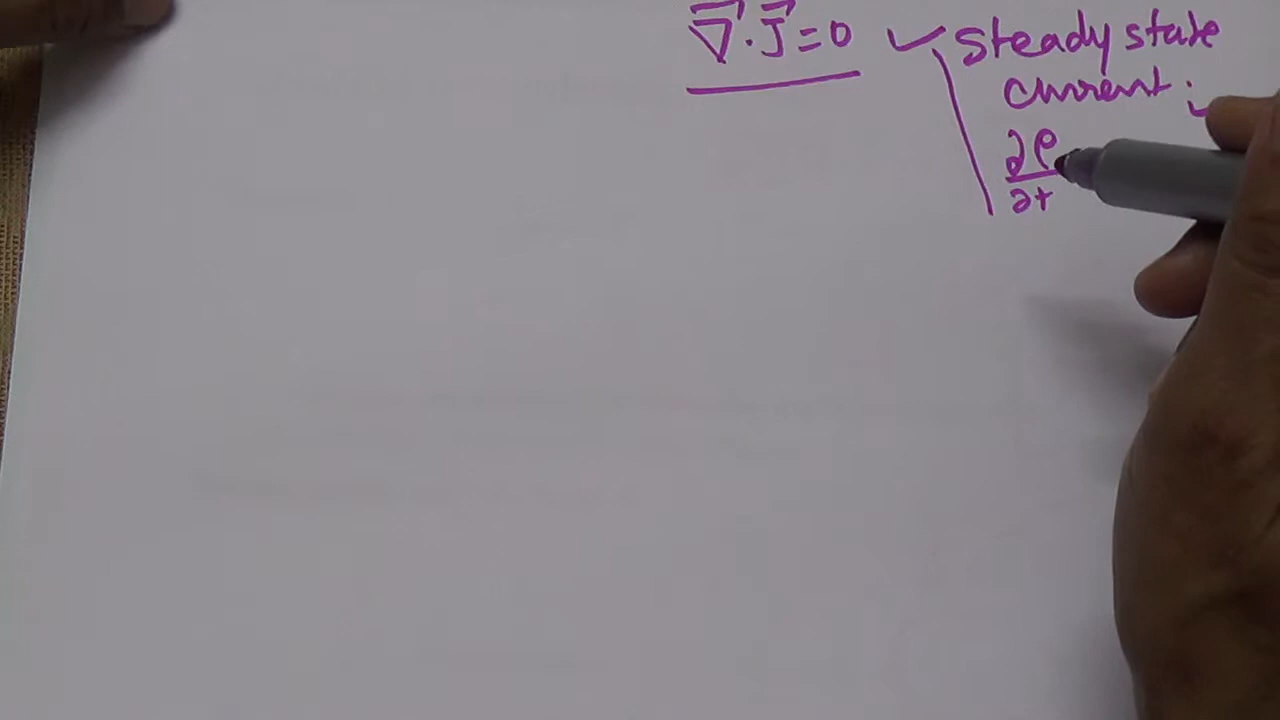 ∇⃗ · J⃗ = 0 ✓ Steady state
current ;
∂ρ
∂t